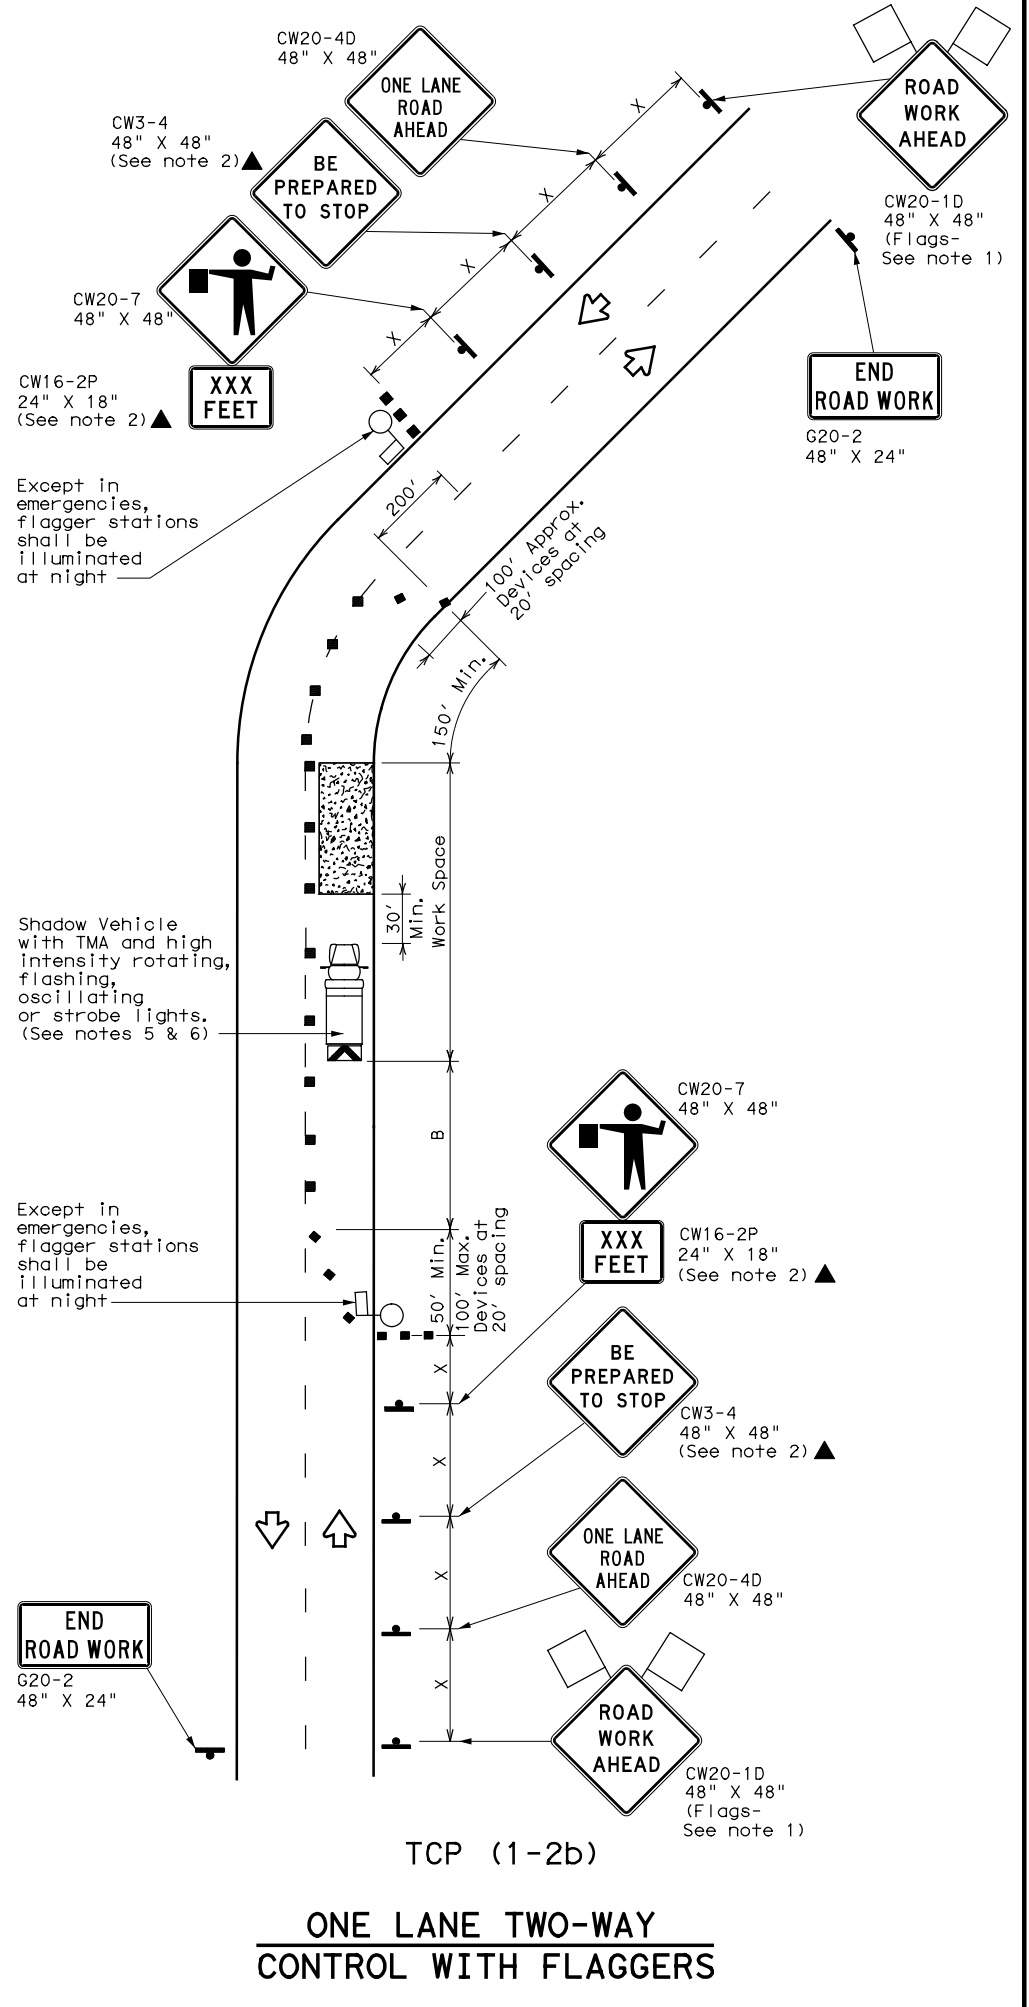 CW20-4D
48" X 48"
ONE LANE
ROAD
AHEAD
ROAD
WORK
AHEAD
CW20-1D
48" X 48"
(Flags-
See note 1)
CW3-4
48" X 48"
(See note 2)▲
BE
PREPARED
TO STOP
CW20-7
48" X 48"
CW16-2P
24" X 18"
(See note 2)▲
XXX
FEET
X
X
X
X
END
ROAD WORK
G20-2
48" X 24"
Except in
emergencies,
flagger stations
shall be
illuminated
at night
200'
100' Approx.
Devices at
20' spacing
150' Min.
30'
Min.
Work Space
Shadow Vehicle
with TMA and high
intensity rotating,
flashing,
oscillating
or strobe lights.
(See notes 5 & 6)
B
CW20-7
48" X 48"
XXX
FEET
CW16-2P
24" X 18"
(See note 2)▲
Except in
emergencies,
flagger stations
shall be
illuminated
at night
50' Min.
100' Max.
Devices at
20' spacing
X
X
X
X
BE
PREPARED
TO STOP
CW3-4
48" X 48"
(See note 2)▲
ONE LANE
ROAD
AHEAD
CW20-4D
48" X 48"
END
ROAD WORK
G20-2
48" X 24"
ROAD
WORK
AHEAD
CW20-1D
48" X 48"
(Flags-
See note 1)
TCP (1-2b)
ONE LANE TWO-WAY
CONTROL WITH FLAGGERS